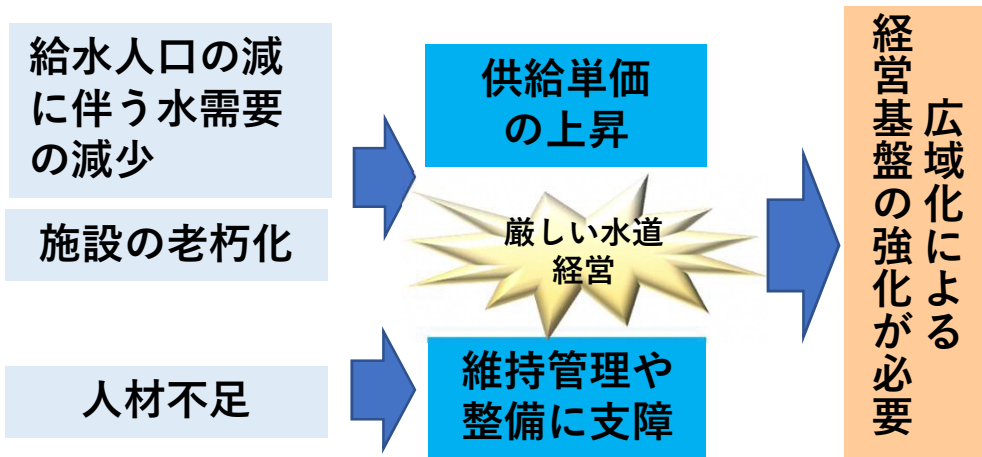 給水人口の減
に伴う水需要
の減少
施設の老朽化
人材不足
供給単価
の上昇
厳しい水道
経営
維持管理や
整備に支障
広域化による
経営基盤の強化が必要